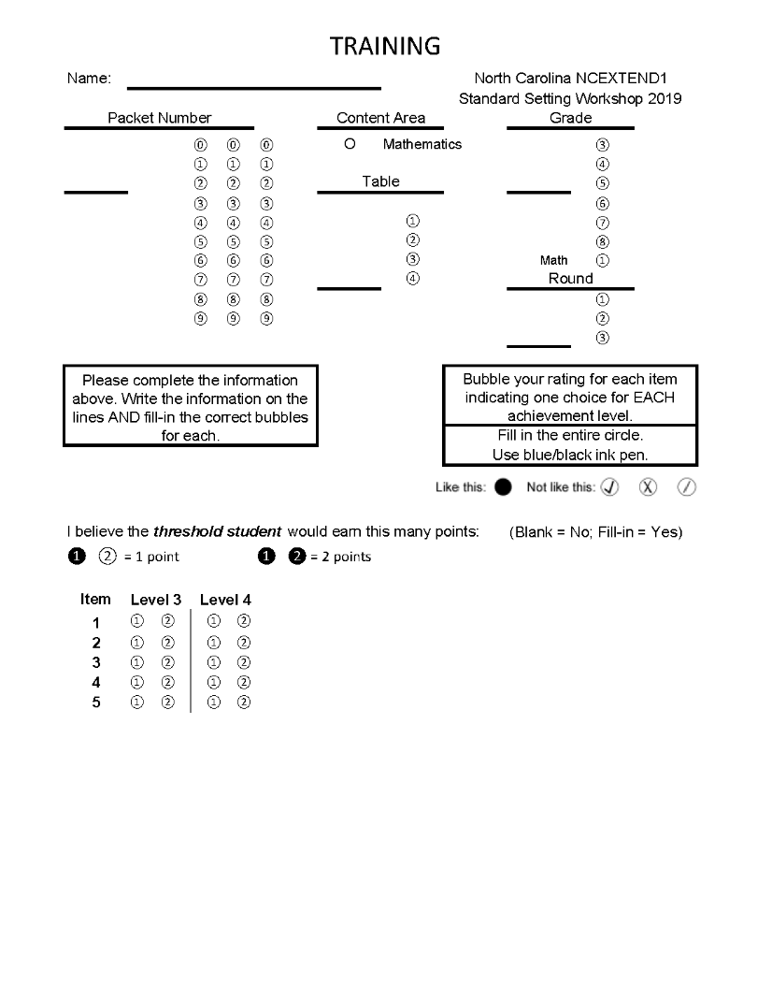 TRAINING
Name:
North Carolina NCEXTEND1
Standard Setting Workshop 2019
Packet Number Content Area Grade
⓪ ⓪ ⓪ O Mathematics ③
① ① ① ④
② ② ② Table ⑤
③ ③ ③ ⑥
④ ④ ④ ① ⑦
⑤ ⑤ ⑤ ② ⑧
⑥ ⑥ ⑥ ③ Math ①
⑦ ⑦ ⑦ ④ Round
⑧ ⑧ ⑧ ①
⑨ ⑨ ⑨ ②
③
Please complete the information
above. Write the information on the
lines AND fill-in the correct bubbles
for each.
Bubble your rating for each item
indicating one choice for EACH
achievement level.
Fill in the entire circle.
Use blue/black ink pen.
Like this: Not like this:
I believe the threshold student would earn this many points: (Blank = No; Fill-in = Yes)
❶ ② = 1 point ❶ ❷ = 2 points
Item Level 3 Level 4
1 ① ② ① ②
2 ① ② ① ②
3 ① ② ① ②
4 ① ② ① ②
5 ① ② ① ②